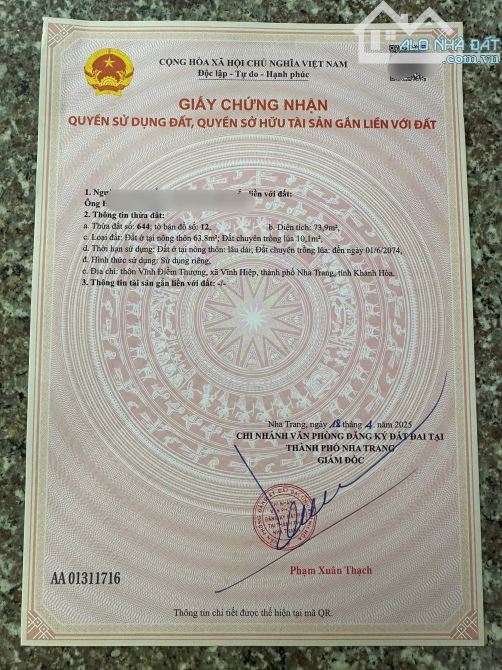 ALO NHÀ ĐẤT
.com.vn
CỘNG HÒA XÃ HỘI CHỦ NGHĨA VIỆT NAM
Độc lập - Tự do - Hạnh phúc
GIẤY CHỨNG NHẬN
QUYỀN SỬ DỤNG ĐẤT, QUYỀN SỞ HỮU TÀI SẢN GẮN LIỀN VỚI ĐẤT
1. liền với đất:
Ông
2. Thông tin thửa đất:
a. Thửa đất số: 644; tờ bản đồ số: 12, b. Diện tích: 73,9m²,
c. Loại đất: Đất ở tại nông thôn 63,8m²; Đất chuyên trồng lúa 10,1m²,
d. Thời hạn sử dụng: Đất ở tại nông thôn: lâu dài; Đất chuyên trồng lúa: đến ngày 01/6/2074,
đ. Hình thức sử dụng: Sử dụng riêng,
e. Địa chỉ: thôn Vĩnh Điềm Thượng, xã Vĩnh Hiệp, thành phố Nha Trang, tỉnh Khánh Hòa.
3. Thông tin tài sản gắn liền với đất: -/-
Nha Trang, ngày 18 tháng 4 năm 2025
CHI NHÁNH VĂN PHÒNG ĐĂNG KÝ ĐẤT ĐAI TẠI
THÀNH PHỐ NHA TRANG
GIÁM ĐỐC
Phạm Xuân Thạch
AA 01311716
Thông tin chi tiết được thể hiện tại mã QR.